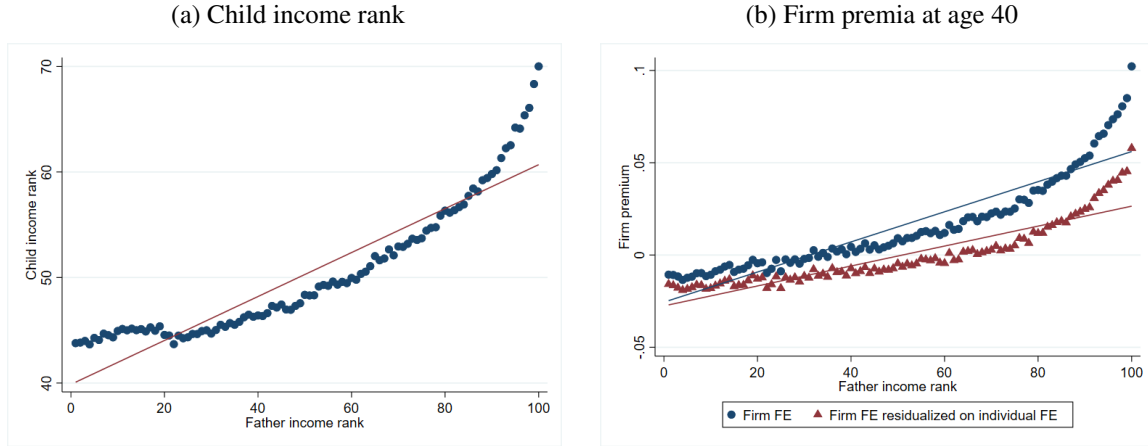 (a) Child income rank
70
60
50
40
Child income rank
0
20
40
60
80
100
Father income rank
(b) Firm premia at age 40
.1
.05
0
-.05
Firm premium
0
20
40
60
80
100
Father income rank
Firm FE
Firm FE residualized on individual FE